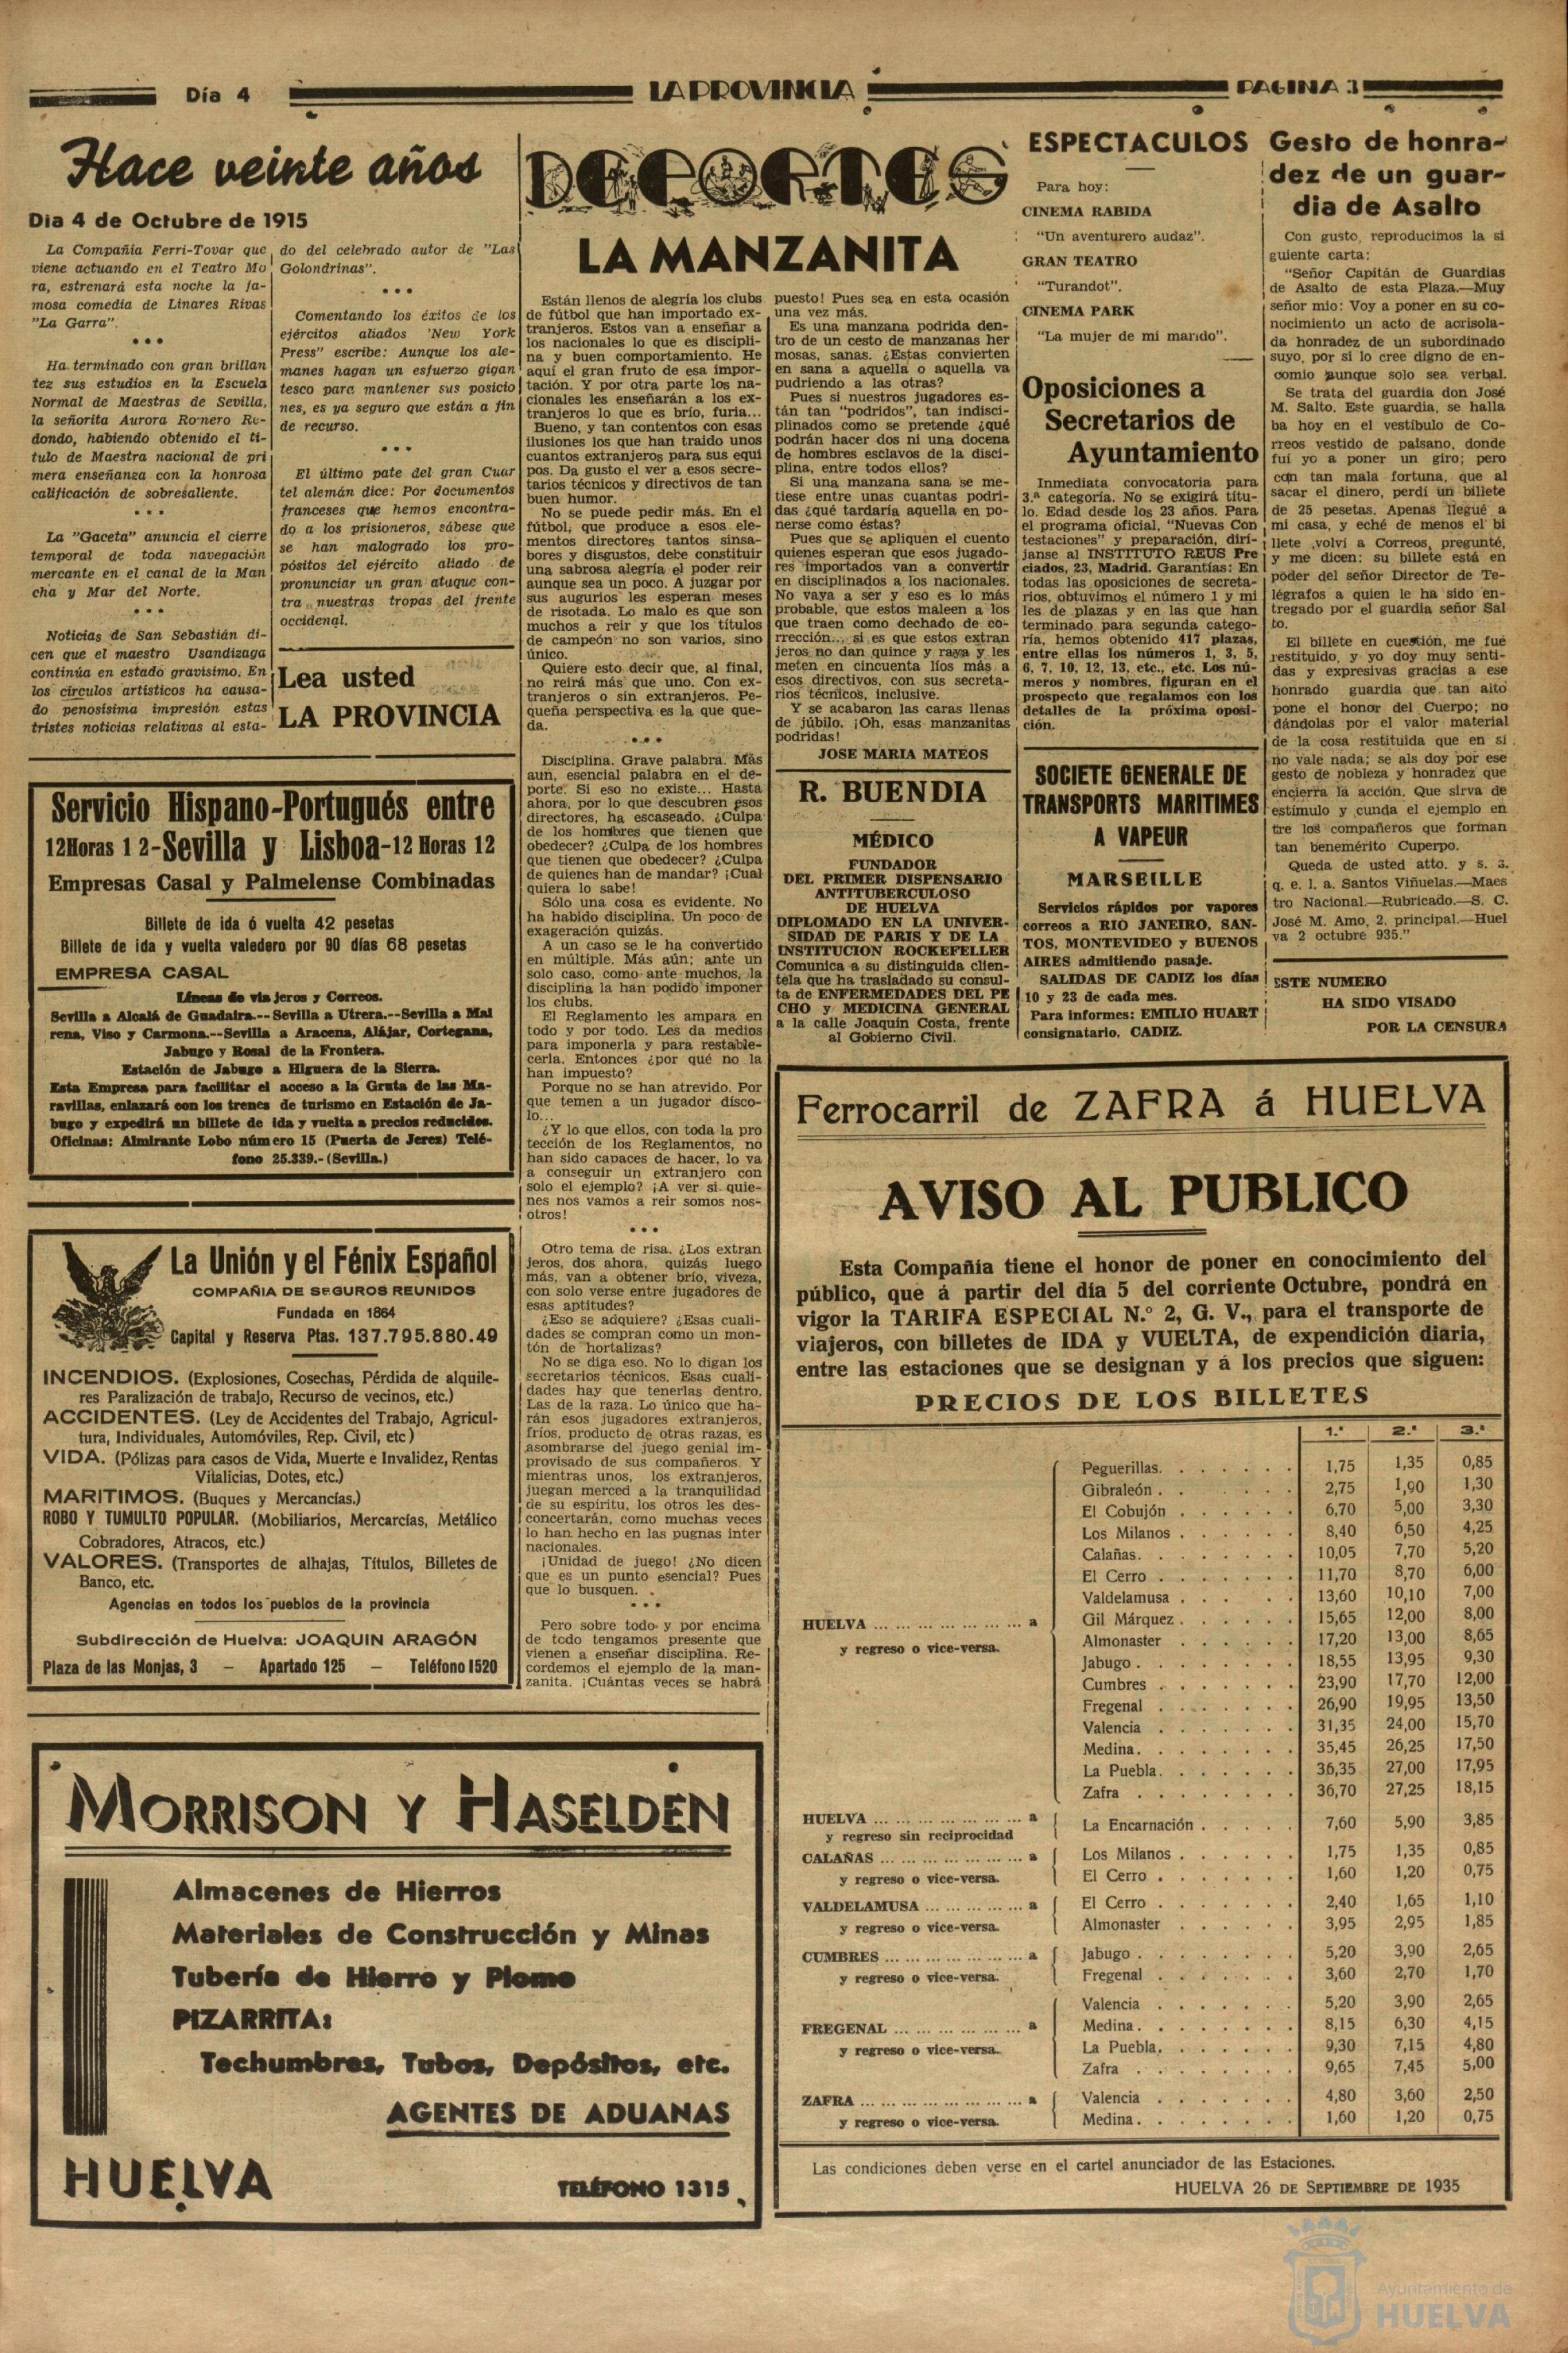 Día 4
LA PROVINCIA
PAGINA 3
Hace veinte años
Dia 4 de Octubre de 1915
La Compañía Ferri-Tovar que
viene actuando en el Teatro Mo
ra, estrenará esta noche la fa-
mosa comedia de Linares Rivas
"La Garra".
* * *
Ha terminado con gran brillan
tez sus estudios en la Escuela
Normal de Maestras de Sevilla,
la señorita Aurora Romero Re-
dondo, habiendo obtenido el tí-
tulo de Maestra nacional de pri
mera enseñanza con la honrosa
calificación de sobresaliente.
* * *
La "Gaceta" anuncia el cierre
temporal de toda navegación
mercante en el canal de la Man
cha y Mar del Norte.
* * *
Noticias de San Sebastián di-
cen que el maestro Usandizaga
continúa en estado gravísimo. En
los círculos artísticos ha causa-
do penosísima impresión estas
tristes noticias relativas al esta-
do del celebrado autor de "Las
Golondrinas".
* * *
Comentando los éxitos de los
ejércitos aliados 'New York
Press" escribe: Aunque los ale-
manes hagan un esfuerzo gigan
tesco para mantener sus posicio
nes, es ya seguro que están a fin
de recurso.
* * *
El último pate del gran Cuar
tel alemán dice: Por documentos
franceses que hemos encontra-
do a los prisioneros, sábese que
se han malogrado los pro-
pósitos del ejército aliado de
pronunciar un gran ataque con-
tra nuestras tropas del frente
occidenal.
Lea usted
LA PROVINCIA
Servicio Hispano-Portugués entre
12Horas 1 2-Sevilla y Lisboa-12 Horas 12
Empresas Casal y Palmelense Combinadas
Billete de ida ó vuelta 42 pesetas
Billete de ida y vuelta valedero por 90 días 68 pesetas
EMPRESA CASAL
Líneas de viajeros y Correos.
Sevilla a Alcalá de Guadaira.--Sevilla a Utrera.--Sevilla a Mai
rena, Viso y Carmona.--Sevilla a Aracena, Alájar, Cortegana,
Jabugo y Rosal de la Frontera.
Estación de Jabugo a Higuera de la Sierra.
Esta Empresa para facilitar el acceso a la Gruta de las Ma-
ravillas, enlazará con los trenes de turismo en Estación de Ja-
bugo y expedirá un billete de ida y vuelta a precios reducidos.
Oficinas: Almirante Lobo número 15 (Puerta de Jerez) Telé-
fono 25.339.-(Sevilla.)
La Unión y el Fénix Español
COMPAÑIA DE SEGUROS REUNIDOS
Fundada en 1864
Capital y Reserva Ptas. 137.795.880.49
INCENDIOS. (Explosiones, Cosechas, Pérdida de alquile-
res Paralización de trabajo, Recurso de vecinos, etc.)
ACCIDENTES. (Ley de Accidentes del Trabajo, Agricul-
tura, Individuales, Automóviles, Rep. Civil, etc)
VIDA. (Pólizas para casos de Vida, Muerte e Invalidez, Rentas
Vitalicias, Dotes, etc.)
MARITIMOS. (Buques y Mercancías.)
ROBO Y TUMULTO POPULAR. (Mobiliarios, Mercarcías, Metálico
Cobradores, Atracos, etc.)
VALORES. (Transportes de alhajas, Títulos, Billetes de
Banco, etc.
Agencias en todos los pueblos de la provincia
Subdirección de Huelva: JOAQUIN ARAGÓN
Plaza de las Monjas, 3 — Apartado 125 — Teléfono 1520
MORRISON Y HASELDEN
Almacenes de Hierros
Materiales de Construcción y Minas
Tubería de Hierro y Plomo
PIZARRITA:
Techumbres, Tubos, Depósitos, etc.
AGENTES DE ADUANAS
HUELVA
TELÉFONO 1315
DEPORTES
LA MANZANITA
Están llenos de alegría los clubs
de fútbol que han importado ex-
tranjeros. Estos van a enseñar a
los nacionales lo que es discipli-
na y buen comportamiento. He
aquí el gran fruto de esa impor-
tación. Y por otra parte los na-
cionales les enseñarán a los ex-
tranjeros lo que es brío, furia...
Bueno, y tan contentos con esas
ilusiones los que han traido unos
cuantos extranjeros para sus equi
pos. Da gusto el ver a esos secre-
tarios técnicos y directivos de tan
buen humor.
No se puede pedir más. En el
fútbol, que produce a esos ele-
mentos directores tantos sinsa-
bores y disgustos, debe constituir
una sabrosa alegría el poder reir
aunque sea un poco. A juzgar por
sus augurios les esperan meses
de risotada. Lo malo es que son
muchos a reir y que los títulos
de campeón no son varios, sino
único.
Quiere esto decir que, al final,
no reirá más que uno. Con ex-
tranjeros o sin extranjeros. Pe-
queña perspectiva es la que que-
da.
* * *
Disciplina. Grave palabra. Más
aun, esencial palabra en el de-
porte. Si eso no existe... Hasta
ahora, por lo que descubren esos
directores, ha escaseado. ¿Culpa
de los hombres que tienen que
obedecer? ¿Culpa de los hombres
que tienen que obedecer? ¿Culpa
de quienes han de mandar? ¡Cual
quiera lo sabe!
Sólo una cosa es evidente. No
ha habido disciplina. Un poco de
exageración quizás.
A un caso se le ha convertido
en múltiple. Más aún; ante un
solo caso, como ante muchos, la
disciplina la han podido imponer
los clubs.
El Reglamento les ampara en
todo y por todo. Les da medios
para imponerla y para restable-
cerla. Entonces ¿por qué no la
han impuesto?
Porque no se han atrevido. Por
que temen a un jugador díscо-
lo...
¿Y lo que ellos, con toda la pro
tección de los Reglamentos, no
han sido capaces de hacer, lo va
a conseguir un extranjero con
solo el ejemplo? ¡A ver si quie-
nes nos vamos a reir somos nos-
otros!
* * *
Otro tema de risa. ¿Los extran
jeros, dos ahora, quizás luego
más, van a obtener brío, viveza,
con solo verse entre jugadores de
esas aptitudes?
¿Eso se adquiere? ¿Esas cuali-
dades se compran como un mon-
tón de hortalizas?
No se diga eso. No lo digan los
secretarios técnicos. Esas cuali-
dades hay que tenerlas dentro.
Las de la raza. Lo único que ha-
rán esos jugadores extranjeros,
fríos, producto de otras razas, es
asombrarse del juego genial im-
provisado de sus compañeros. Y
mientras unos, los extranjeros,
juegan merced a la tranquilidad
de su espíritu, los otros les des-
concertarán, como muchas veces
lo han hecho en las pugnas inter
nacionales.
¡Unidad de juego! ¿No dicen
que es un punto esencial? Pues
que lo busquen. .
* * *
Pero sobre todo y por encima
de todo tengamos presente que
vienen a enseñar disciplina. Re-
cordemos el ejemplo de la man-
zanita. ¡Cuántas veces se habrá
puesto! Pues sea en esta ocasión
una vez más.
Es una manzana podrida den-
tro de un cesto de manzanas her
mosas, sanas. ¿Estas convierten
en sana a aquella o aquella va
pudriendo a las otras?
Pues si nuestros jugadores es-
tán tan "podridos", tan indisci-
plinados como se pretende ¿qué
podrán hacer dos ni una docena
de hombres esclavos de la disci-
plina, entre todos ellos?
Si una manzana sana se me-
tiese entre unas cuantas podri-
das ¿qué tardaría aquella en po-
nerse como éstas?
Pues que se apliquen el cuento
quienes esperan que esos jugado-
res importados van a convertir
en disciplinados a los nacionales.
No vaya a ser y eso es lo más
probable, que estos maleen a los
que traen como dechado de co-
rrección... si es que estos extran
jeros no dan quince y raya y les
meten en cincuenta líos más a
esos directivos, con sus secreta-
rios técnicos, inclusive.
Y se acabaron las caras llenas
de júbilo. ¡Oh, esas manzanitas
podridas!
JOSE MARIA MATEOS
R. BUENDIA
MÉDICO
FUNDADOR
DEL PRIMER DISPENSARIO
ANTITUBERCULOSO
DE HUELVA
DIPLOMADO EN LA UNIVER-
SIDAD DE PARIS Y DE LA
INSTITUCION ROCKEFELLER
Comunica a su distinguida clien-
tela que ha trasladado su consul-
ta de ENFERMEDADES DEL PE
CHO y MEDICINA GENERAL
a la calle Joaquín Costa, frente
al Gobierno Civil.
ESPECTACULOS
Para hoy:
CINEMA RABIDA
"Un aventurero audaz".
GRAN TEATRO
"Turandot".
CINEMA PARK
"La mujer de mi marido".
Oposiciones a
Secretarios de
Ayuntamiento
Inmediata convocatoria para
3.ª categoría. No se exigirá títu-
lo. Edad desde los 23 años. Para
el programa oficial, "Nuevas Con
testaciones" y preparación, diri-
janse al INSTITUTO REUS Pre
ciados, 23, Madrid. Garantías: En
todas las oposiciones de secreta-
rios, obtuvimos el número 1 y mi
les de plazas y en las que han
terminado para segunda catego-
ría, hemos obtenido 417 plazas,
entre ellas los números 1, 3, 5,
6, 7, 10, 12, 13, etc., etc. Los nú-
meros y nombres, figuran en el
prospecto que regalamos con los
detalles de la próxima oposi-
ción.
SOCIETE GENERALE DE
TRANSPORTS MARITIMES
A VAPEUR
MARSEILLE
Servicios rápidos por vapores
correos a RIO JANEIRO, SAN-
TOS, MONTEVIDEO y BUENOS
AIRES admitiendo pasaje.
SALIDAS DE CADIZ los días
10 y 23 de cada mes.
Para informes: EMILIO HUART
consignatario, CADIZ.
Gesto de honra-
dez de un guar-
dia de Asalto
Con gusto, reproducimos la si
guiente carta:
"Señor Capitán de Guardias
de Asalto de esta Plaza.—Muy
señor mio: Voy a poner en su co-
nocimiento un acto de acrisola-
da honradez de un subordinado
suyo, por si lo cree digno de en-
comio aunque solo sea verbal.
Se trata del guardia don José
M. Salto. Este guardia, se halla
ba hoy en el vestíbulo de Co-
rreos vestido de paisano, donde
fuí yo a poner un giro; pero
con tan mala fortuna, que al
sacar el dinero, perdí un billete
de 25 pesetas. Apenas llegué a
mi casa, y eché de menos el bi
llete ,volví a Correos, pregunté,
y me dicen: su billete está en
poder del señor Director de Te-
légrafos a quien le ha sido en-
tregado por el guardia señor Sal
to.
El billete en cuestión, me fué
restituido, y yo doy muy senti-
das y expresivas gracias a ese
honrado guardia que tan alto
pone el honor del Cuerpo; no
dándolas por el valor material
de la cosa restituida que en si
no vale nada; se als doy por ese
gesto de nobleza y honradez que
encierra la acción. Que sirva de
estímulo y cunda el ejemplo en
tre los compañeros que forman
tan benemérito Cuperpo.
Queda de usted atto. y s. s.
q. e. l. a. Santos Viñuelas.—Maes
tro Nacional.—Rubricado.—S. C.
José M. Amo, 2. principal.—Huel
va 2 octubre 935."
ESTE NUMERO
HA SIDO VISADO
POR LA CENSURA
Ferrocarril de ZAFRA á HUELVA
AVISO AL PUBLICO
Esta Compañía tiene el honor de poner en conocimiento del
público, que á partir del día 5 del corriente Octubre, pondrá en
vigor la TARIFA ESPECIAL N.º 2, G. V., para el transporte de
viajeros, con billetes de IDA y VUELTA, de expendición diaria,
entre las estaciones que se designan y á los precios que siguen:
PRECIOS DE LOS BILLETES
1.ª 2.ª 3.ª
Peguerillas. 1,75 1,35 0,85
Gibraleón 2,75 1,90 1,30
El Cobujón 6,70 5,00 3,30
Los Milanos 8,40 6,50 4,25
Calañas. 10,05 7,70 5,20
El Cerro 11,70 8,70 6,00
Valdelamusa 13,60 10,10 7,00
HUELVA ... a Gil Márquez 15,65 12,00 8,00
y regreso o vice-versa. Almonaster 17,20 13,00 8,65
Jabugo 18,55 13,95 9,30
Cumbres 23,90 17,70 12,00
Fregenal 26,90 19,95 13,50
Valencia 31,35 24,00 15,70
Medina. 35,45 26,25 17,50
La Puebla. 36,35 27,00 17,95
Zafra 36,70 27,25 18,15
HUELVA ... a La Encarnación 7,60 5,90 3,85
y regreso sin reciprocidad
CALAÑAS ... a Los Milanos 1,75 1,35 0,85
y regreso o vice-versa. El Cerro 1,60 1,20 0,75
VALDELAMUSA ... a El Cerro 2,40 1,65 1,10
y regreso o vice-versa. Almonaster 3,95 2,95 1,85
CUMBRES ... a Jabugo 5,20 3,90 2,65
y regreso o vice-versa. Fregenal 3,60 2,70 1,70
Valencia 5,20 3,90 2,65
FREGENAL ... a Medina. 8,15 6,30 4,15
y regreso o vice-versa. La Puebla. 9,30 7,15 4,80
Zafra 9,65 7,45 5,00
ZAFRA ... a Valencia 4,80 3,60 2,50
y regreso o vice-versa. Medina. 1,60 1,20 0,75
Las condiciones deben verse en el cartel anunciador de las Estaciones.
HUELVA 26 DE SEPTIEMBRE DE 1935
Ayuntamiento de
HUELVA